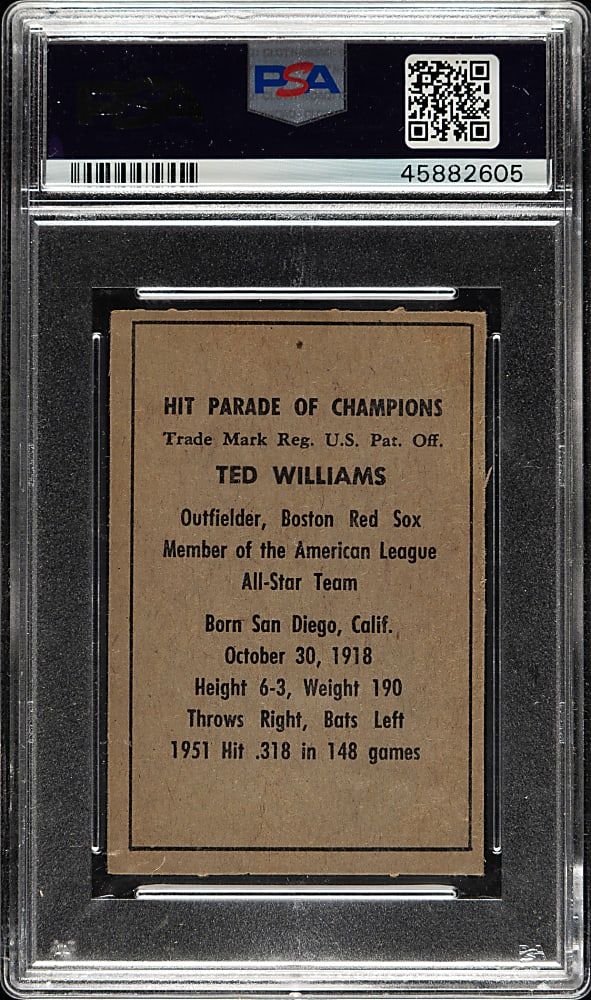 PSA
45882605
HIT PARADE OF CHAMPIONS
Trade Mark Reg. U.S. Pat. Off.
TED WILLIAMS
Outfielder, Boston Red Sox
Member of the American League
All-Star Team
Born San Diego, Calif.
October 30, 1918
Height 6-3, Weight 190
Throws Right, Bats Left
1951 Hit .318 in 148 games